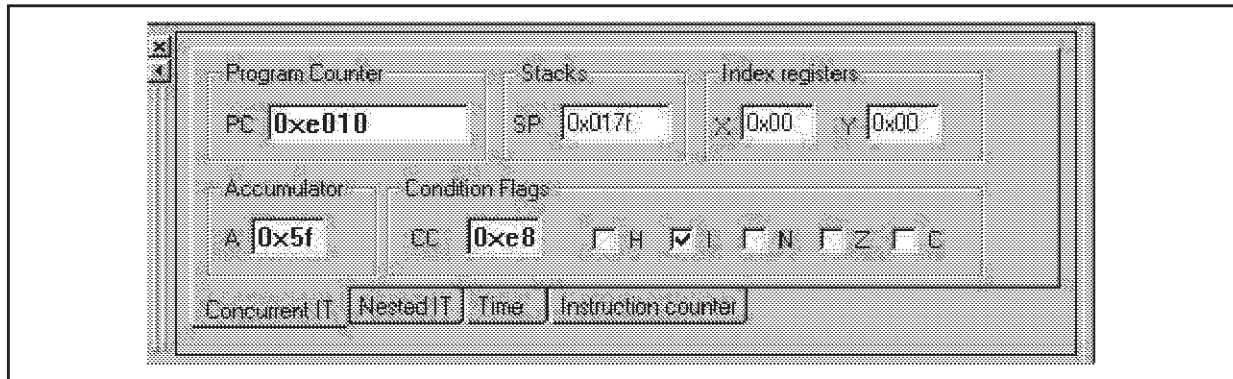 Program Counter Stacks Index registers
PC 0xe010 SP 0x017f X 0x00 Y 0x00
Accumulator Condition Flags
A 0x5f CC 0xe8 H I N Z C
Concurrent IT Nested IT Time Instruction counter